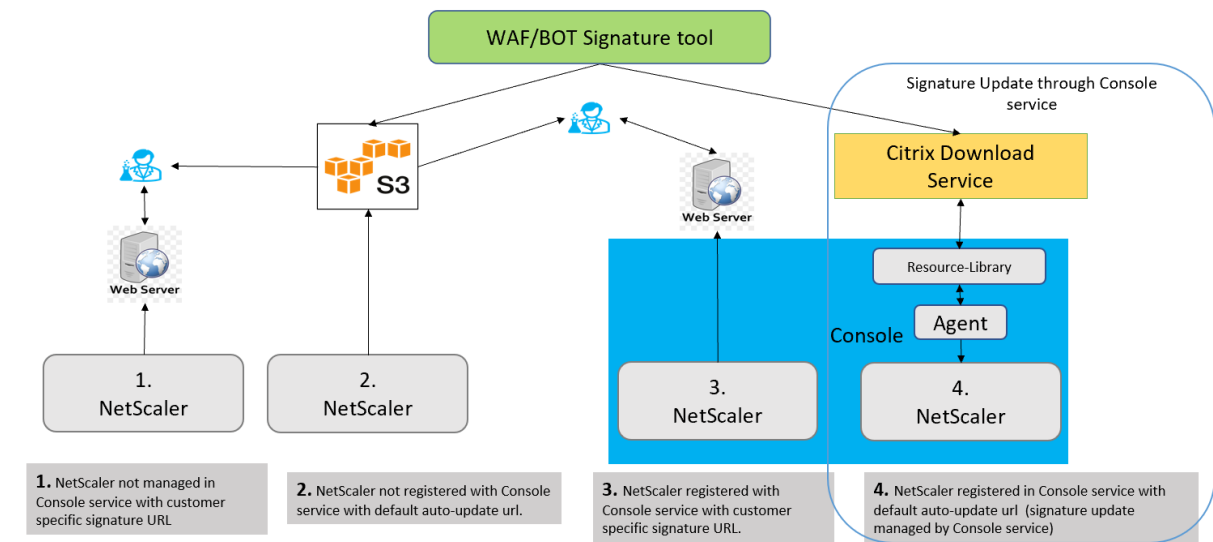 WAF/BOT Signature tool
Signature Update through Console
service
Citrix Download
Service
S3
Web Server
Web Server
Resource-Library
Agent
Console
1.
NetScaler
2.
NetScaler
3.
NetScaler
4.
NetScaler
1. NetScaler not managed in
Console service with customer
specific signature URL
2. NetScaler not registered with Console
service with default auto-update url.
3. NetScaler registered with
Console service with customer
specific signature URL.
4. NetScaler registered in Console service with
default auto-update url (signature update
managed by Console service)